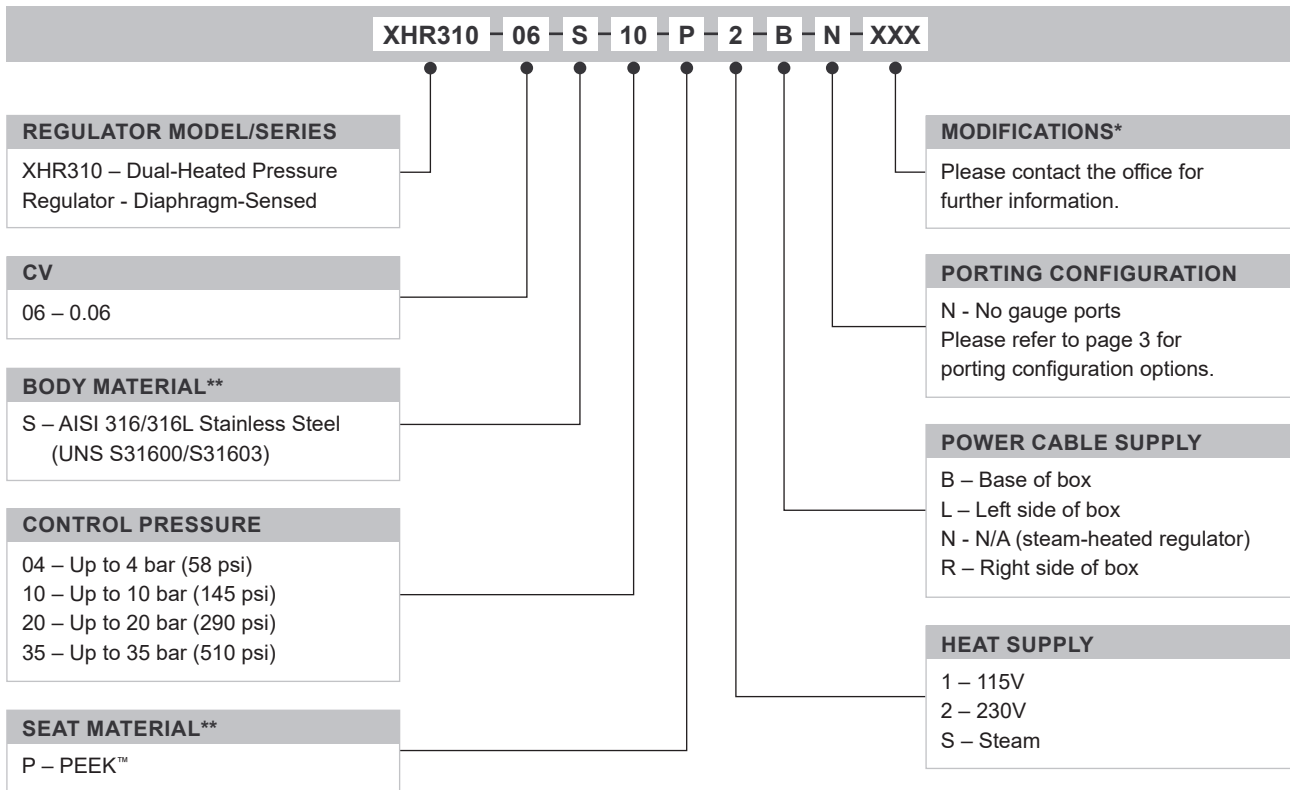 XHR310 06 S 10 P 2 B N XXX
REGULATOR MODEL/SERIES
XHR310 – Dual-Heated Pressure
Regulator - Diaphragm-Sensed
CV
06 – 0.06
BODY MATERIAL**
S – AISI 316/316L Stainless Steel
(UNS S31600/S31603)
CONTROL PRESSURE
04 – Up to 4 bar (58 psi)
10 – Up to 10 bar (145 psi)
20 – Up to 20 bar (290 psi)
35 – Up to 35 bar (510 psi)
SEAT MATERIAL**
P – PEEK™
MODIFICATIONS*
Please contact the office for
further information.
PORTING CONFIGURATION
N - No gauge ports
Please refer to page 3 for
porting configuration options.
POWER CABLE SUPPLY
B – Base of box
L – Left side of box
N - N/A (steam-heated regulator)
R – Right side of box
HEAT SUPPLY
1 – 115V
2 – 230V
S – Steam